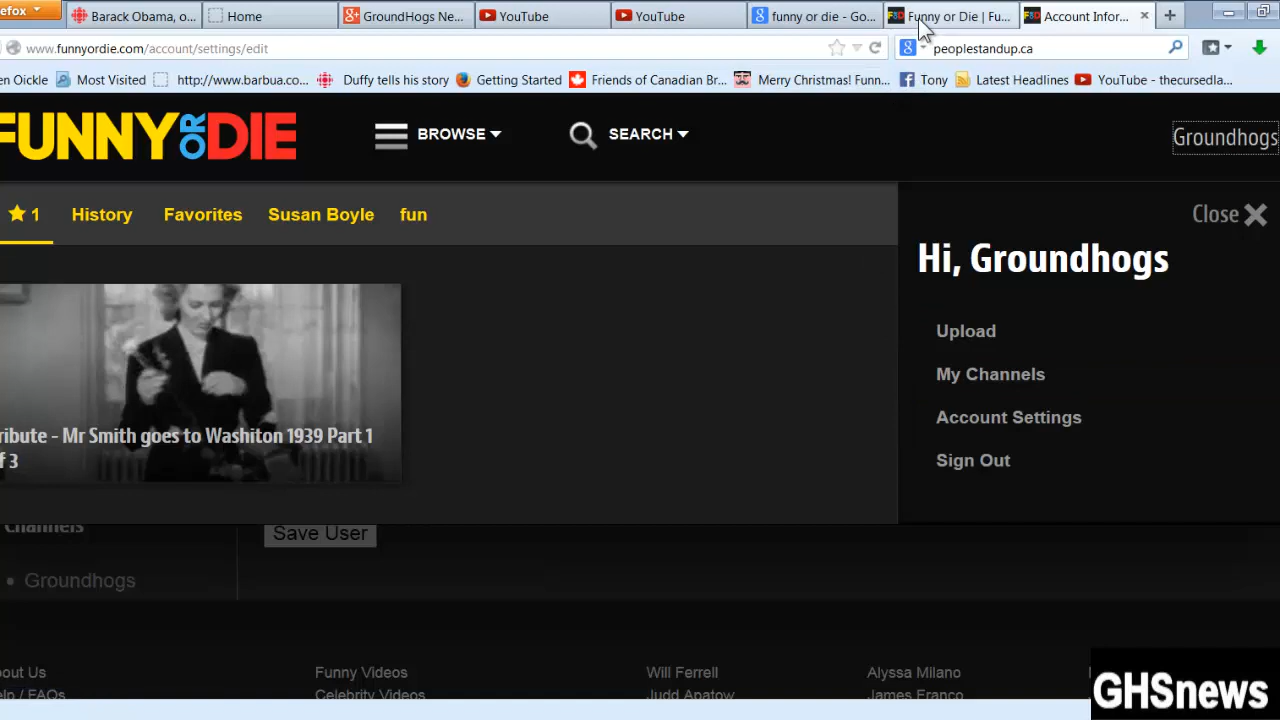 efox
Barack Obama, o...
Home
GroundHogs Ne...
YouTube
YouTube
funny or die - Go...
Funny or Die | Fu...
Account Infor...
www.funnyordie.com/account/settings/edit
peoplestandup.ca
en Oickle
Most Visited
http://www.barbua.co...
Duffy tells his story
Getting Started
Friends of Canadian Br...
Merry Christmas! Funn...
Tony
Latest Headlines
YouTube - thecursedla...
FUNNY OR DIE
BROWSE
SEARCH
Groundhogs
1
History
Favorites
Susan Boyle
fun
Close
Hi, Groundhogs
Upload
My Channels
Account Settings
Sign Out
ribute - Mr Smith goes to Washiton 1939 Part 1
f 3
Channels
Save User
• Groundhogs
out Us
Funny Videos
Will Ferrell
Alyssa Milano
elp / FAQs
Celebrity Videos
Judd Apatow
James Franco
GHSnews